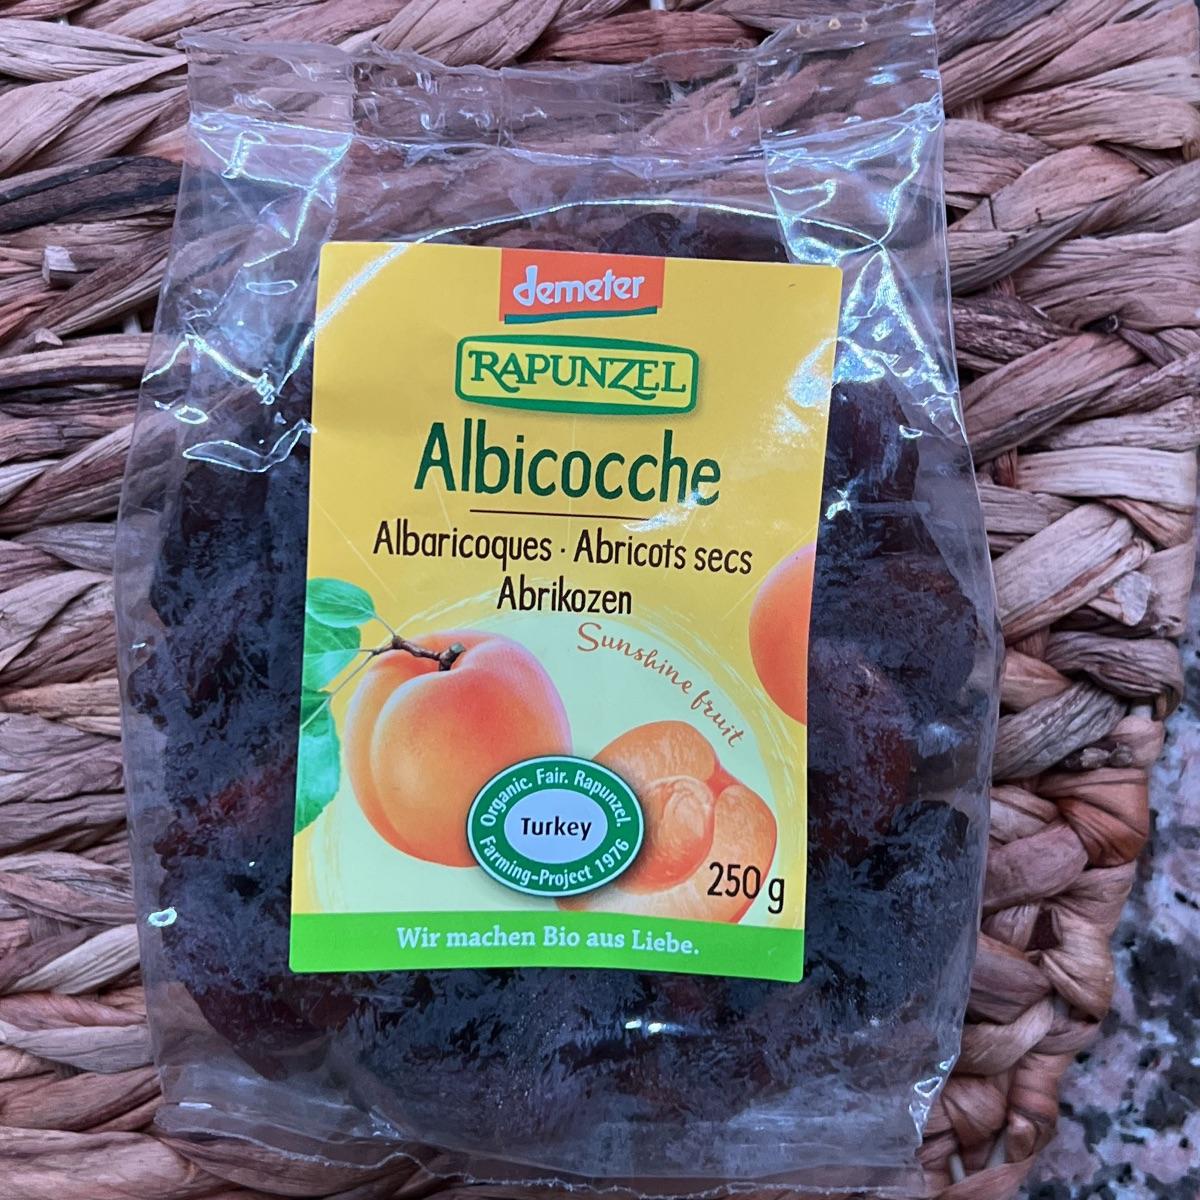 demeter
RAPUNZEL
Albicocche
Albaricoques · Abricots secs
Abrikozen
Sunshine fruit
Organic. Fair. Rapunzel.
Turkey
Farming-Project 1976
250 g
Wir machen Bio aus Liebe.